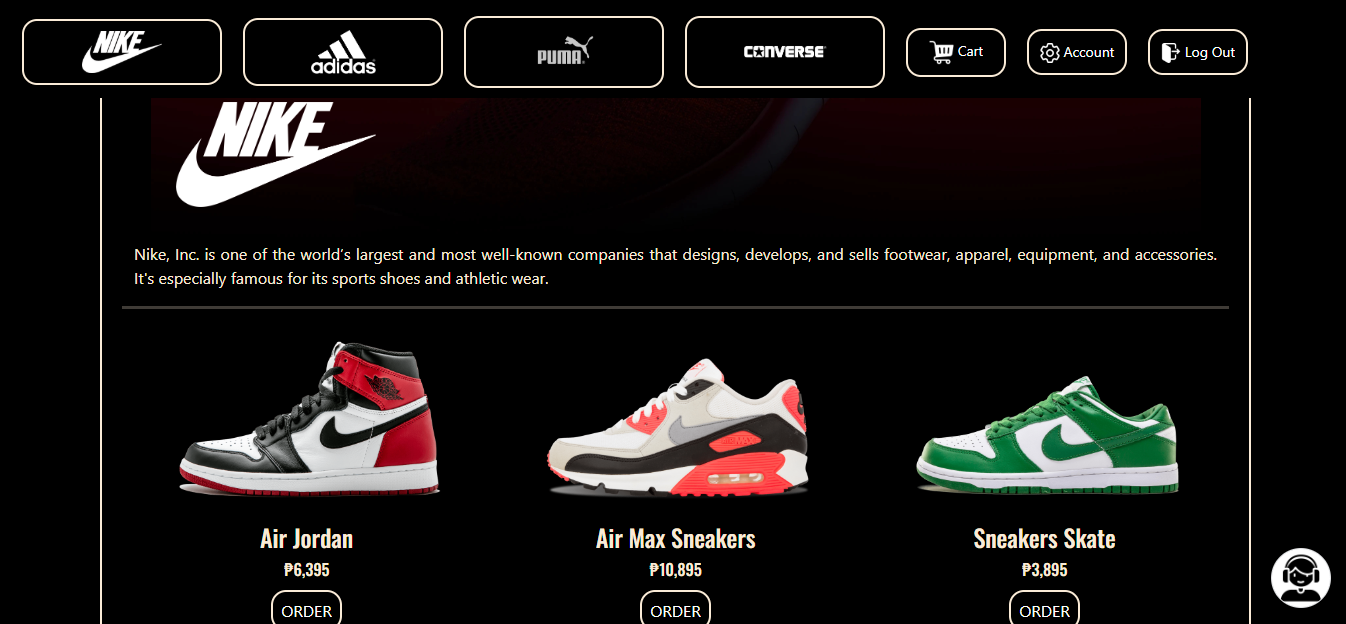 NIKE
adidas
PUMA
CONVERSE
Cart
Account
Log Out
NIKE
Nike, Inc. is one of the world’s largest and most well-known companies that designs, develops, and sells footwear, apparel, equipment, and accessories.
It's especially famous for its sports shoes and athletic wear.
Air Jordan
Air Max Sneakers
Sneakers Skate
₱6,395
₱10,895
₱3,895
ORDER
ORDER
ORDER